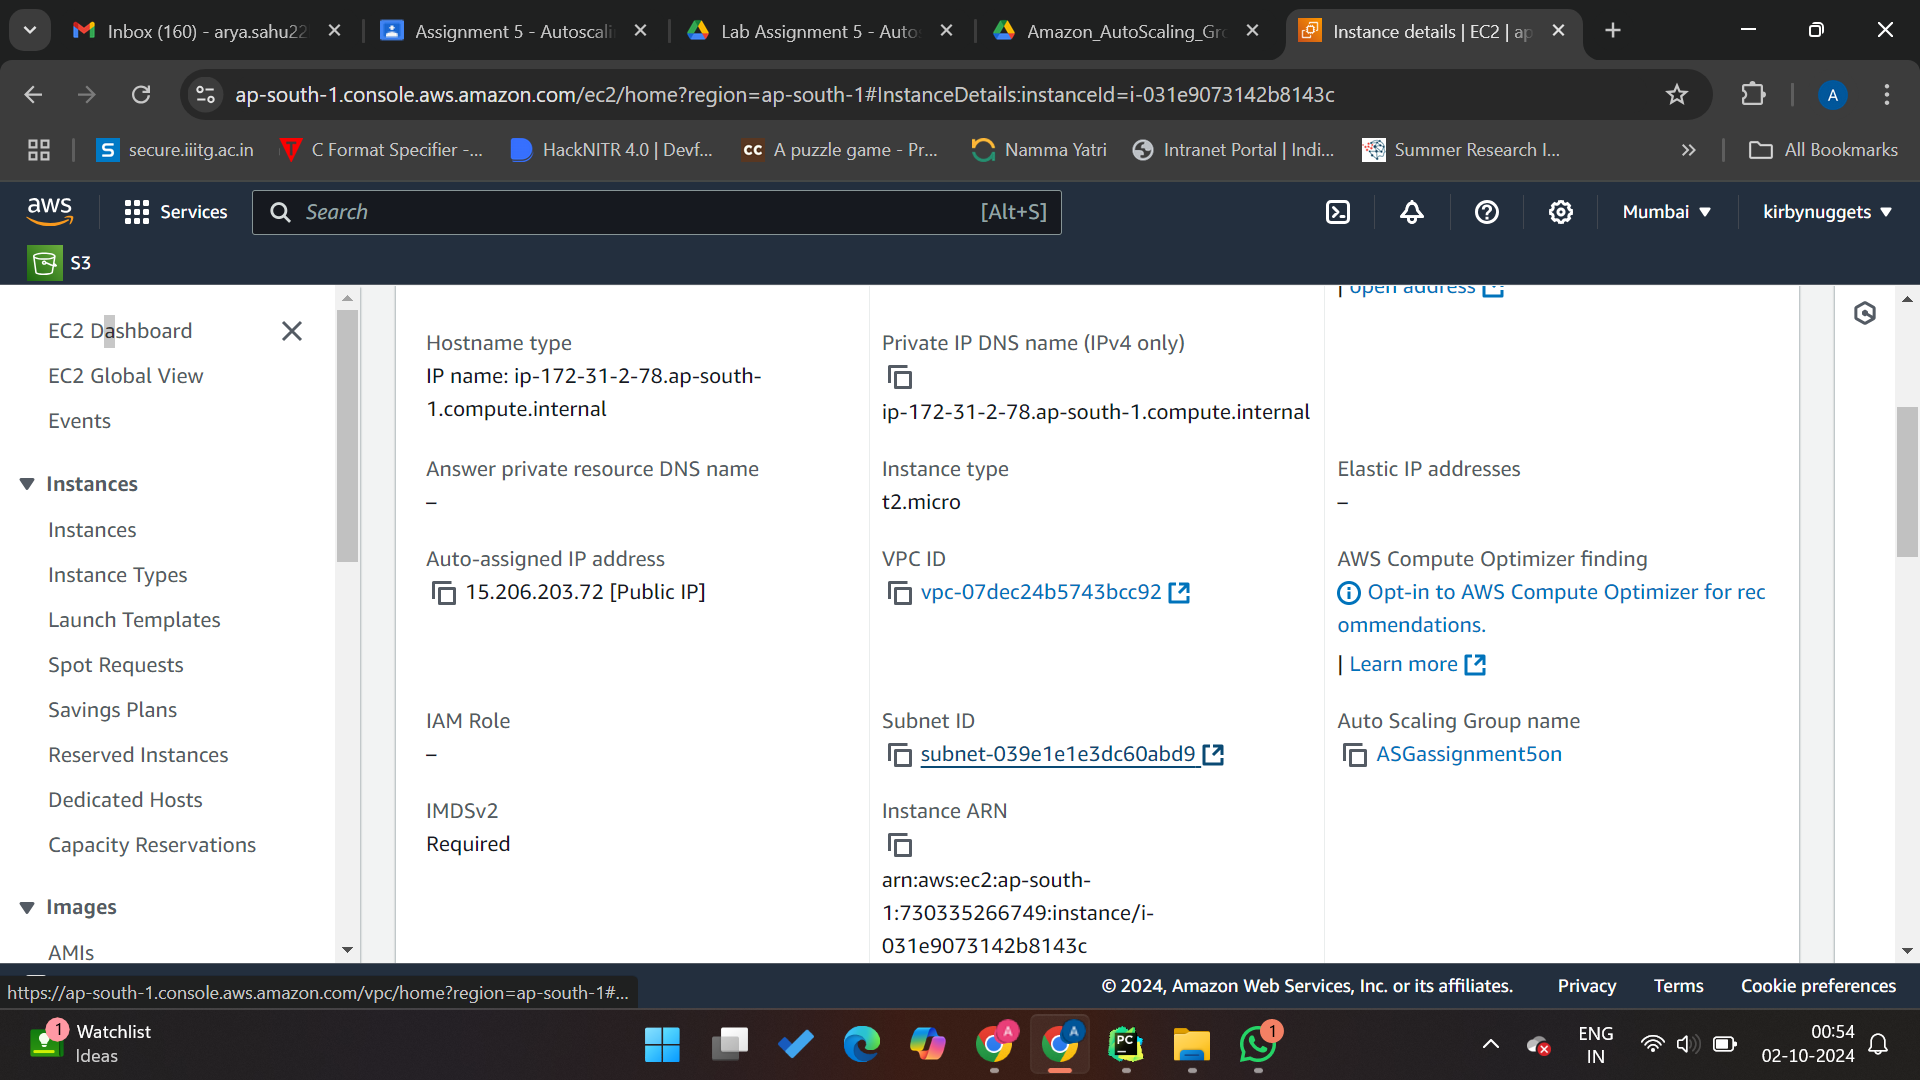 Inbox (160) - arya.sahu22
Assignment 5 - Autoscali
Lab Assignment 5 - Autos
Amazon_AutoScaling_Gro
Instance details | EC2 | ap
ap-south-1.console.aws.amazon.com/ec2/home?region=ap-south-1#InstanceDetails:instanceId=i-031e9073142b8143c
A
S secure.iiitg.ac.in
C Format Specifier -...
HackNITR 4.0 | Devf...
CC A puzzle game - Pr...
Namma Yatri
Intranet Portal | Indi...
Summer Research I...
»
All Bookmarks
aws
Services
Search
[Alt+S]
Mumbai
kirbynuggets
S3
EC2 Dashboard
EC2 Global View
Events
Instances
Instances
Instance Types
Launch Templates
Spot Requests
Savings Plans
Reserved Instances
Dedicated Hosts
Capacity Reservations
Images
AMIs
| open address
Hostname type
IP name: ip-172-31-2-78.ap-south-
1.compute.internal
Private IP DNS name (IPv4 only)
ip-172-31-2-78.ap-south-1.compute.internal
Answer private resource DNS name
–
Instance type
t2.micro
Elastic IP addresses
–
Auto-assigned IP address
15.206.203.72 [Public IP]
VPC ID
vpc-07dec24b5743bcc92
AWS Compute Optimizer finding
Opt-in to AWS Compute Optimizer for rec
ommendations.
| Learn more
IAM Role
–
Subnet ID
subnet-039e1e1e3dc60abd9
Auto Scaling Group name
ASGassignment5on
IMDSv2
Required
Instance ARN
arn:aws:ec2:ap-south-
1:730335266749:instance/i-
031e9073142b8143c
https://ap-south-1.console.aws.amazon.com/vpc/home?region=ap-south-1#...
© 2024, Amazon Web Services, Inc. or its affiliates.
Privacy
Terms
Cookie preferences
1
Watchlist
Ideas
A
A
PC
1
ENG
IN
00:54
02-10-2024